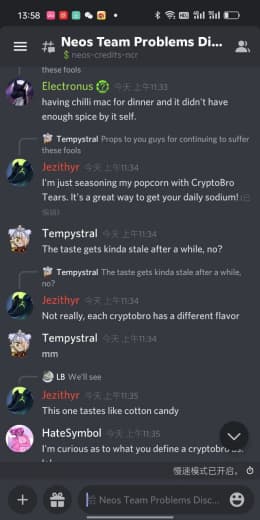 13:58
Neos Team Problems Di...
$ neos-credits-ncr
these fools
Electronus 今天 上午11:33
having chilli mac for dinner and it didn't have
enough spice by it self.
Tempystral Props to you guys for continuing to suffer
these fools
Jezithyr 今天 上午11:34
I'm just seasoning my popcorn with CryptoBro
Tears. It's a great way to get your daily sodium! (已
编辑)
Tempystral 今天 上午11:34
The taste gets kinda stale after a while, no?
Tempystral The taste gets kinda stale after a while,
no?
Jezithyr 今天 上午11:34
Not really, each cryptobro has a different flavor
Tempystral 今天 上午11:34
mm
LB We'll see
Jezithyr 今天 上午11:35
This one tastes like cotton candy
HateSymbol 今天 上午11:35
I'm curious as to what you define a cryptobro as.
慢速模式已开启。
给 Neos Team Problems Disc...